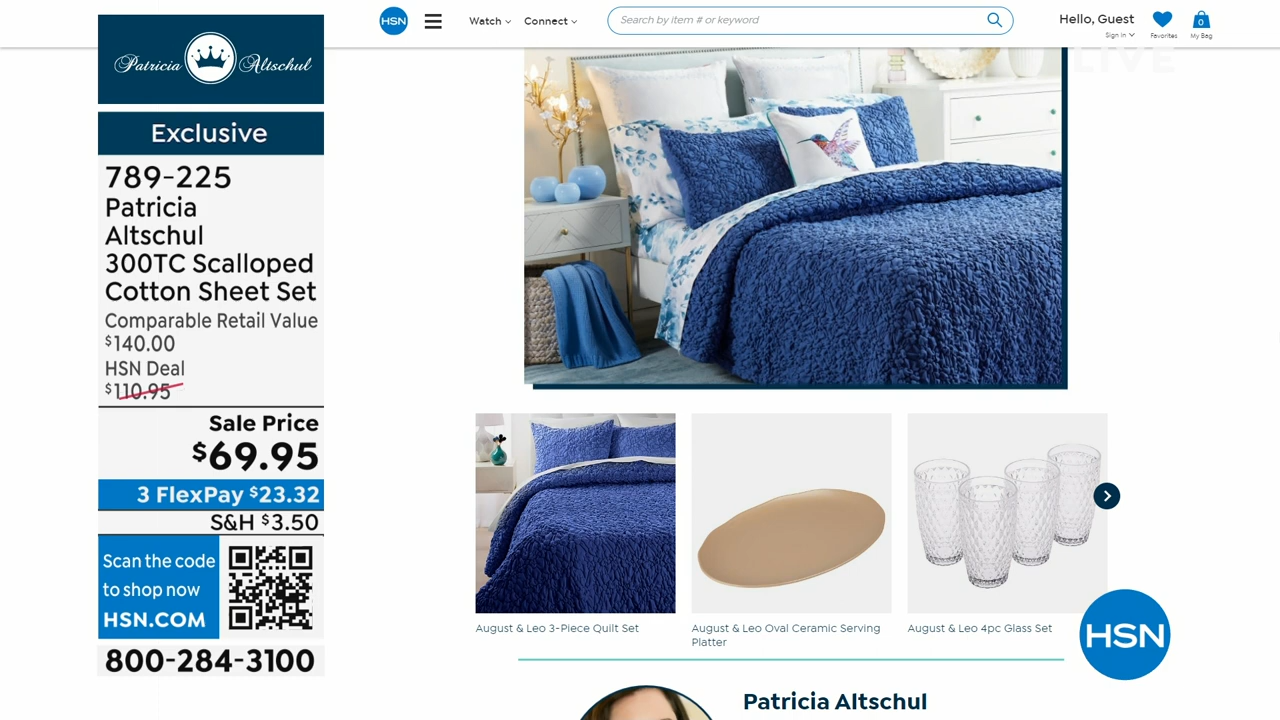 Patricia Altschul
Exclusive
789-225
Patricia
Altschul
300TC Scalloped
Cotton Sheet Set
Comparable Retail Value
$140.00
HSN Deal
$110.95
Sale Price
$69.95
3 FlexPay $23.32
S&H $3.50
Scan the code
to shop now
HSN.COM
800-284-3100
HSN
Watch
Connect
Search by item # or keyword
Hello, Guest
Sign In
Favorites
0
My Bag
LIVE
August & Leo 3-Piece Quilt Set
August & Leo Oval Ceramic Serving
Platter
August & Leo 4pc Glass Set
HSN
Patricia Altschul